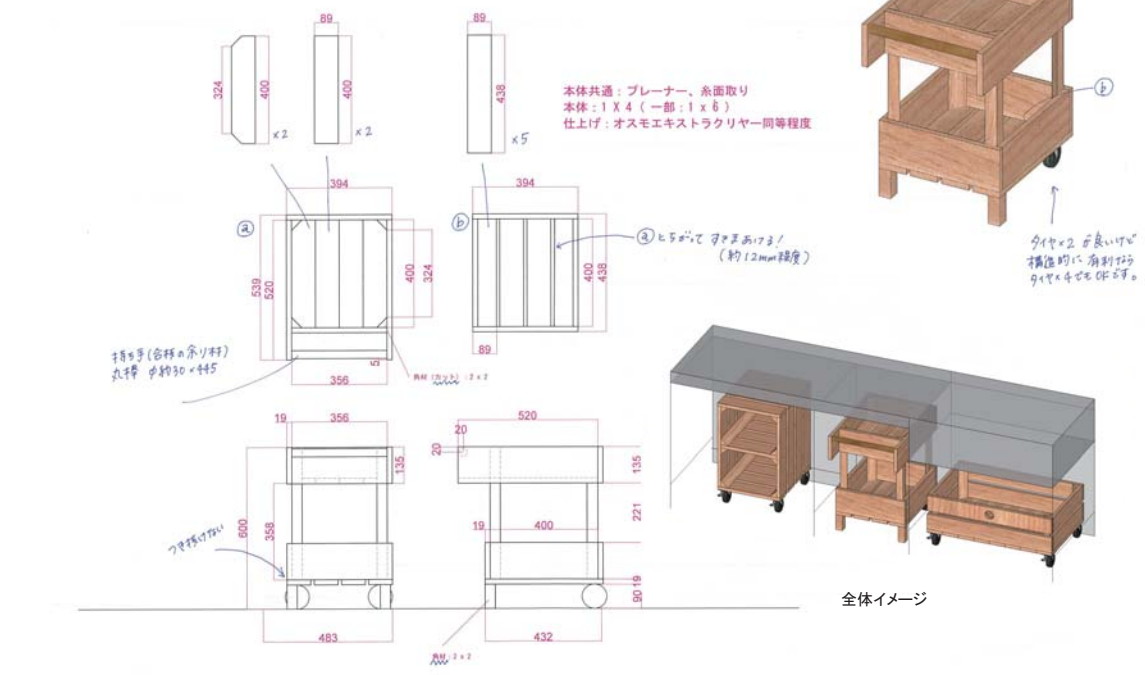 89
89
324
400
×2
400
×2
438
×5
本体共通：プレーナー、糸面取り
本体：1 X 4 ( 一部：1 x 6 )
仕上げ：オスモエキストラクリヤー同等程度
ⓑ
タイヤ×2 が良いけど
構造的に有利なら
タイヤ×4でもOKです。
394
394
ⓐ
ⓑ
ⓐとちがって すきまあける！
(約12mm程度)
539
520
400
324
400
438
89
持ち手(合板の余り材)
丸棒 φ約30×445
5
356
角材 (カット)：2 x 2
19
356
520
20
20
135
135
221
600
358
19
400
つき抜けない
19
90
483
432
角材：2 x 2
全体イメージ